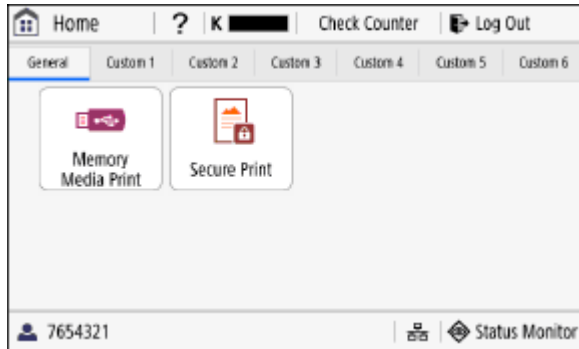 Home
?
K
Check Counter
Log Out
General
Custom 1
Custom 2
Custom 3
Custom 4
Custom 5
Custom 6
Memory
Media Print
Secure Print
7654321
Status Monitor